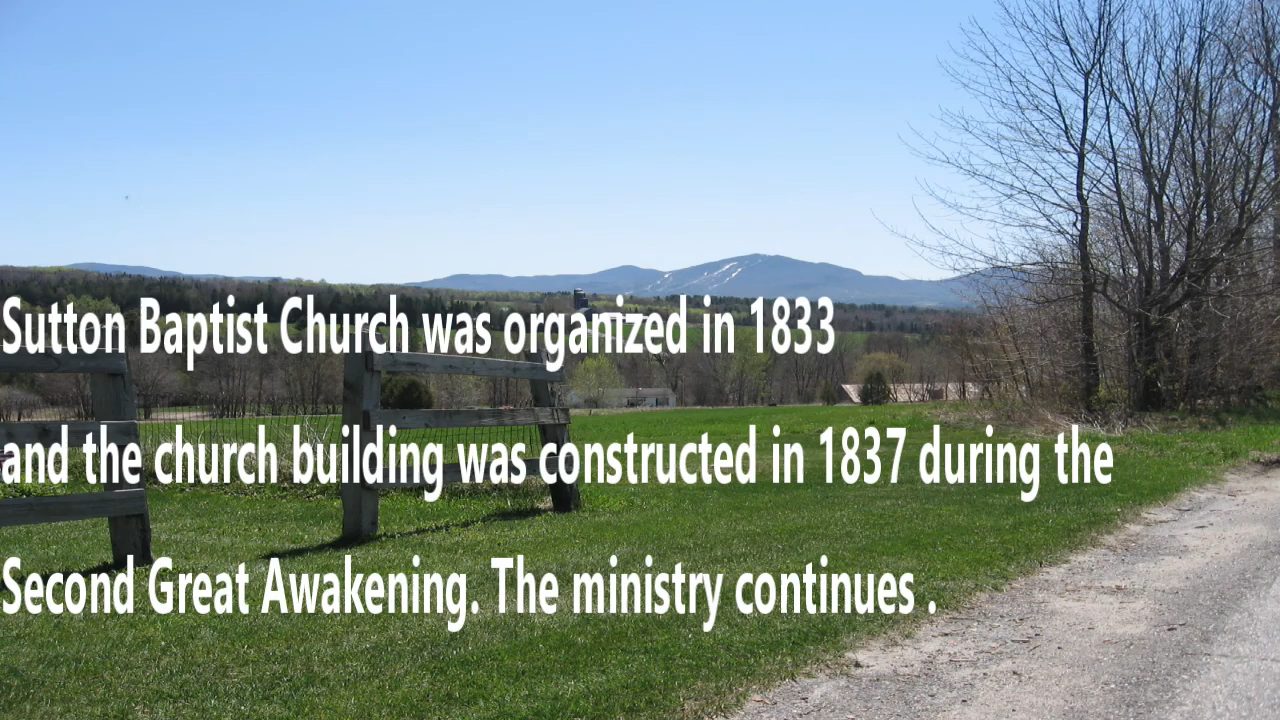 Sutton Baptist Church was organized in 1833
and the church building was constructed in 1837 during the
Second Great Awakening. The ministry continues .